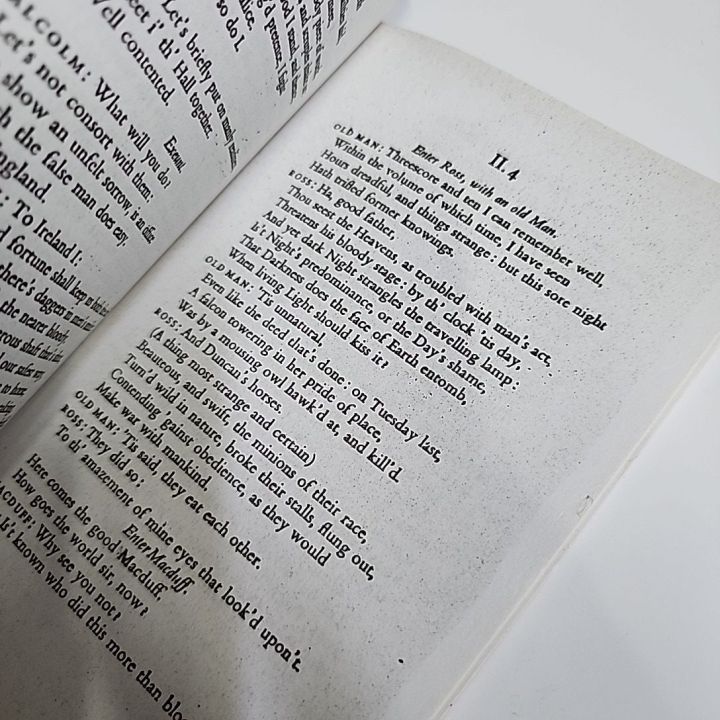 MALCOLM: What will you do?
Let's not consort with them:
show an unfelt sorrow, is an office
the false man does easy.
England.
To Ireland I:
fortune shall keep
there's daggers in
the nearer bloody.
shaft that
our safest way
Let's briefly put on manly
i' th' Hall together.
contented.
Exeunt.
so do I.
II.4
Enter Ross, with an old Man.
OLD MAN: Threescore and ten I can remember well,
Within the volume of which time, I have seen
Hours dreadful, and things strange: but this sore night
Hath trifled former knowings.
ROSS: Ha, good father,
Thou seest the Heavens, as troubled with man's act,
Threatens his bloody stage: by th' clock 'tis day,
And yet dark Night strangles the travelling lamp:
Is't Night's predominance, or the Day's shame,
That Darkness does the face of Earth entomb,
When living Light should kiss it?
OLD MAN: 'Tis unnatural,
Even like the deed that's done: on Tuesday last,
A falcon towering in her pride of place,
Was by a mousing owl hawk'd at, and kill'd.
ROSS: And Duncan's horses,
(A thing most strange and certain)
Beauteous, and swift, the minions of their race,
Turn'd wild in nature, broke their stalls, flung out,
Contending 'gainst obedience, as they would
Make war with mankind.
OLD MAN: 'Tis said, they eat each other.
ROSS: They did so:
To th' amazement of mine eyes that look'd upon't.
Enter Macduff.
Here comes the good Macduff.
How goes the world sir, now?
MACDUFF: Why see you not?
Is't known who did this more than